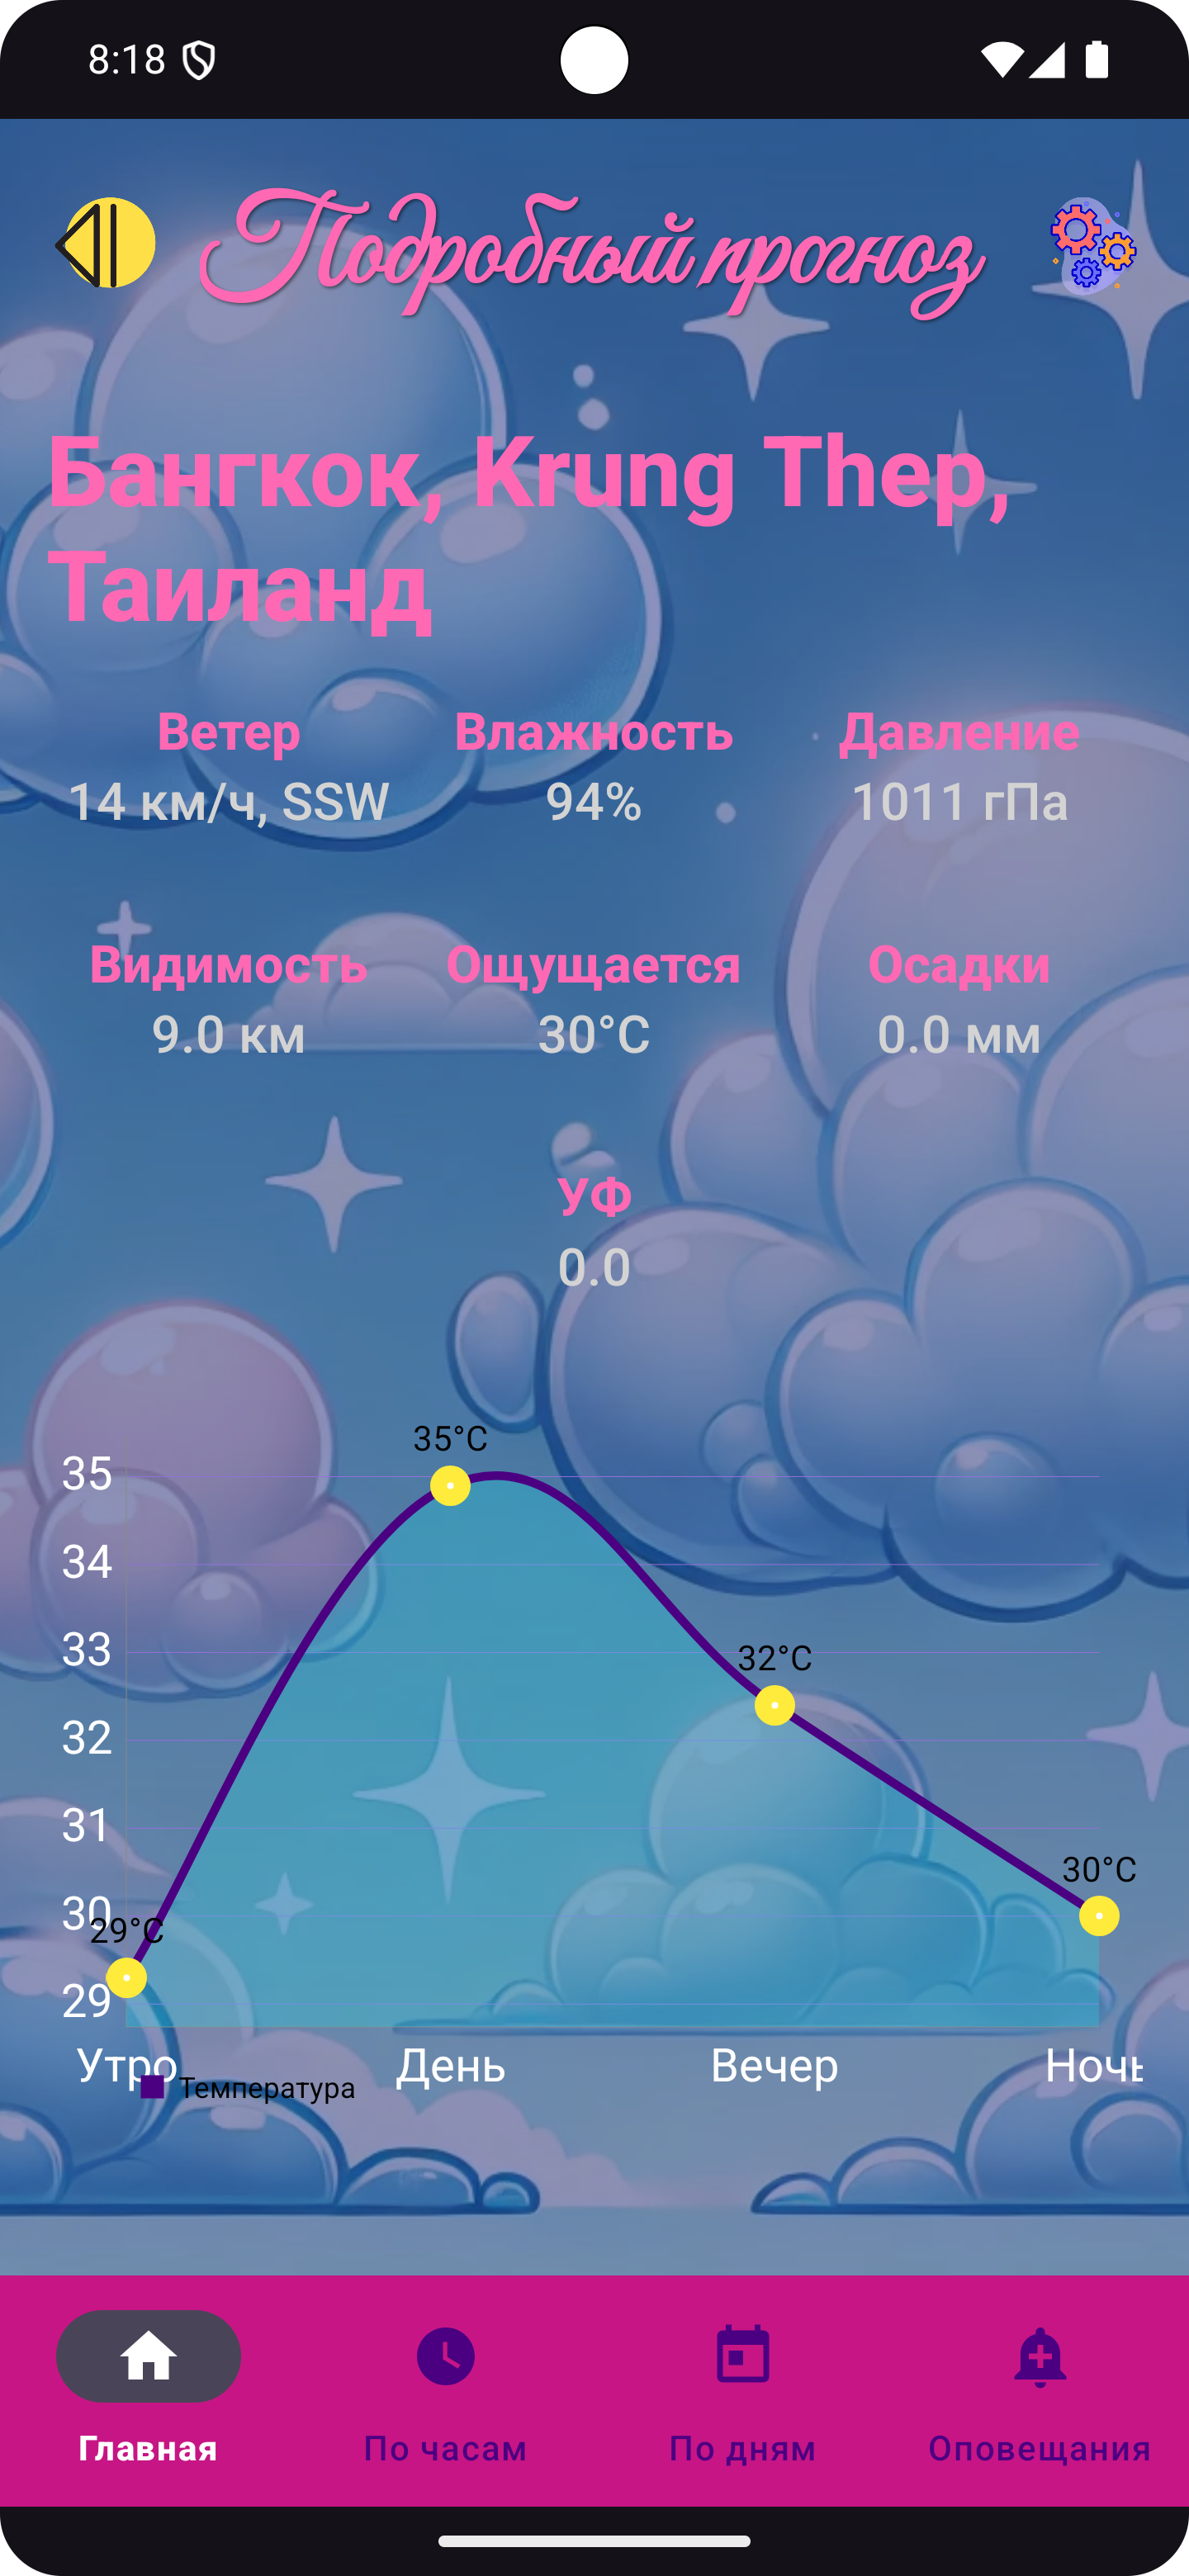 8:18
Подробный прогноз
Бангкок, Krung Thep,
Таиланд
Ветер Влажность Давление
14 км/ч, SSW 94% 1011 гПа
Видимость Ощущается Осадки
9.0 км 30°C 0.0 мм
УФ
0.0
35°C
35
34
33
32°C
32
31
30°C
30
29°C
29
Утро День Вечер Ночь
Температура
Главная По часам По дням Оповещания